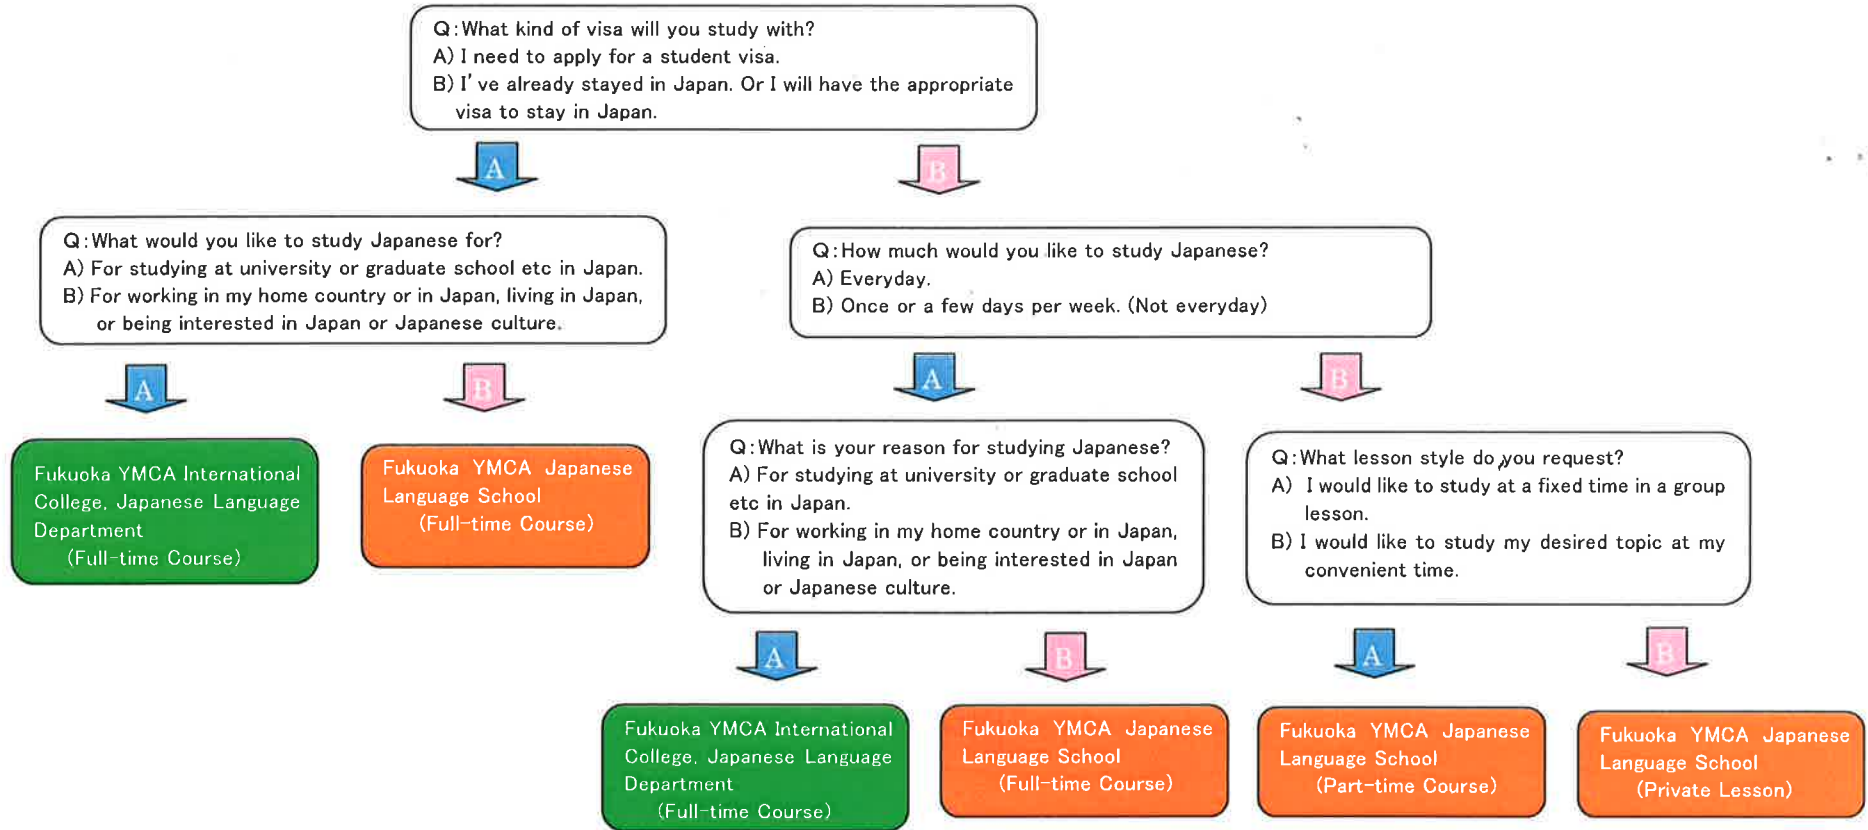 Q:What kind of visa will you study with?
A) I need to apply for a student visa.
B) I've already stayed in Japan. Or I will have the appropriate
visa to stay in Japan.
A
B
Q:What would you like to study Japanese for?
A) For studying at university or graduate school etc in Japan.
B) For working in my home country or in Japan, living in Japan,
or being interested in Japan or Japanese culture.
Q:How much would you like to study Japanese?
A) Everyday.
B) Once or a few days per week. (Not everyday)
A
B
A
B
Fukuoka YMCA International
College, Japanese Language
Department
(Full-time Course)
Fukuoka YMCA Japanese
Language School
(Full-time Course)
Q:What is your reason for studying Japanese?
A) For studying at university or graduate school
etc in Japan.
B) For working in my home country or in Japan,
living in Japan, or being interested in Japan
or Japanese culture.
Q:What lesson style do you request?
A) I would like to study at a fixed time in a group
lesson.
B) I would like to study my desired topic at my
convenient time.
A
B
A
B
Fukuoka YMCA International
College, Japanese Language
Department
(Full-time Course)
Fukuoka YMCA Japanese
Language School
(Full-time Course)
Fukuoka YMCA Japanese
Language School
(Part-time Course)
Fukuoka YMCA Japanese
Language School
(Private Lesson)